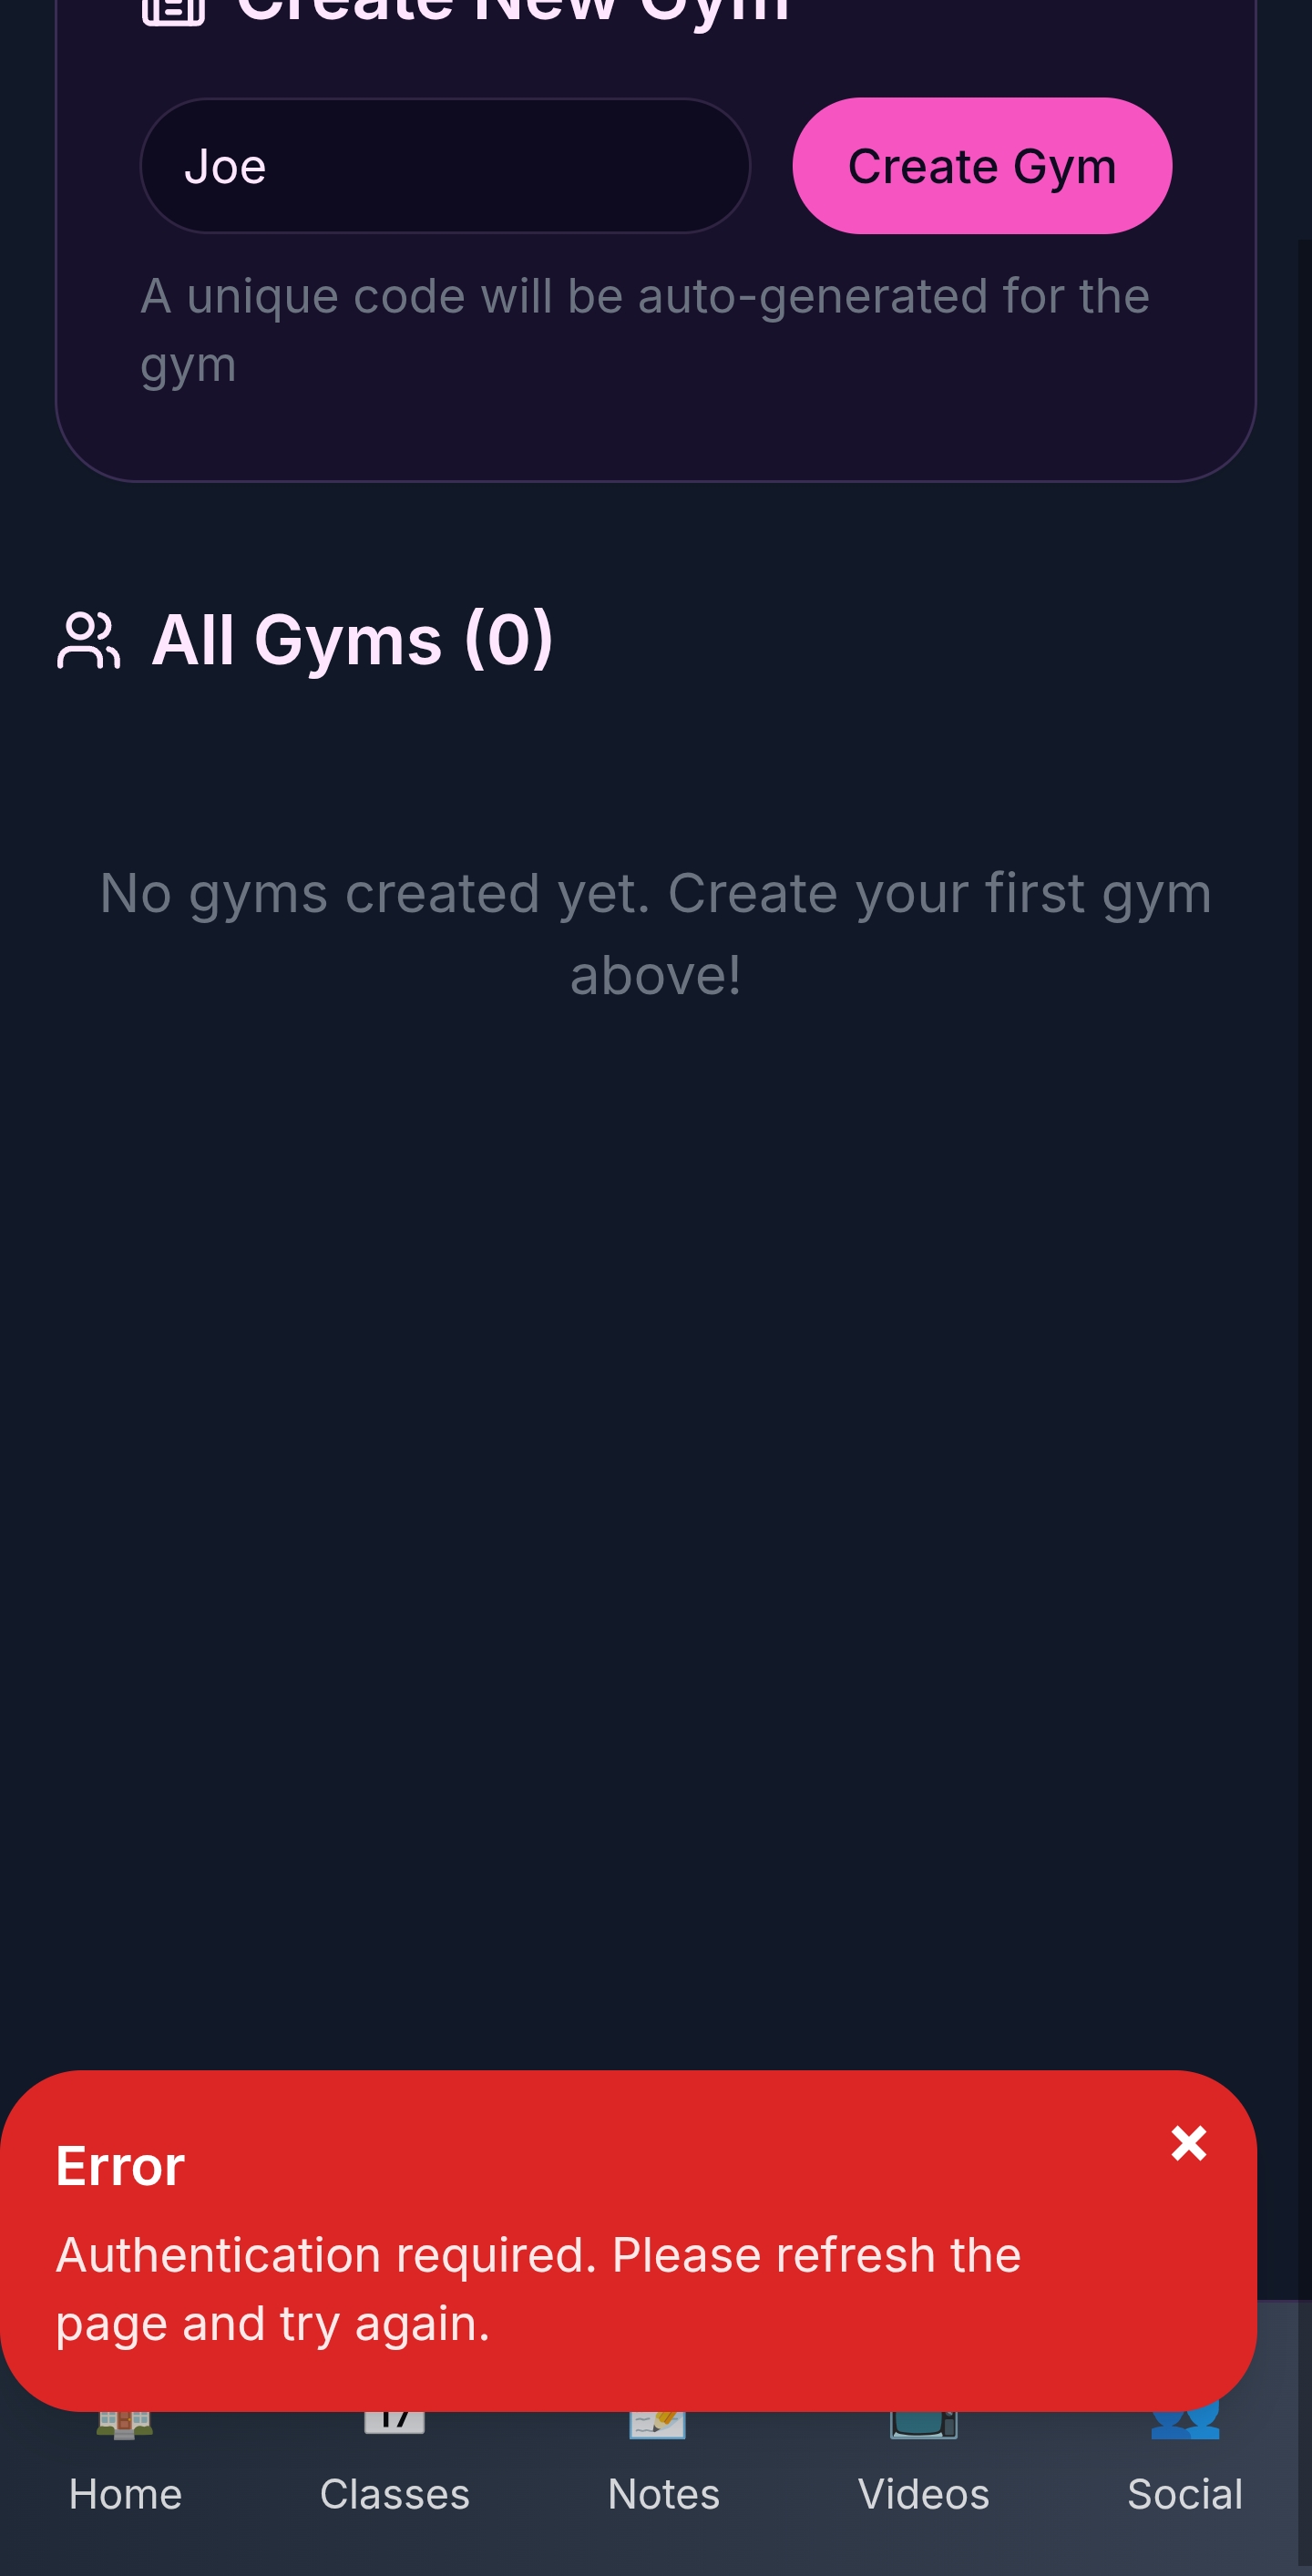 Create New Gym
Joe
Create Gym
A unique code will be auto-generated for the
gym
All Gyms (0)
No gyms created yet. Create your first gym
above!
Error
Authentication required. Please refresh the
page and try again.
17
Home
Classes
Notes
Videos
Social